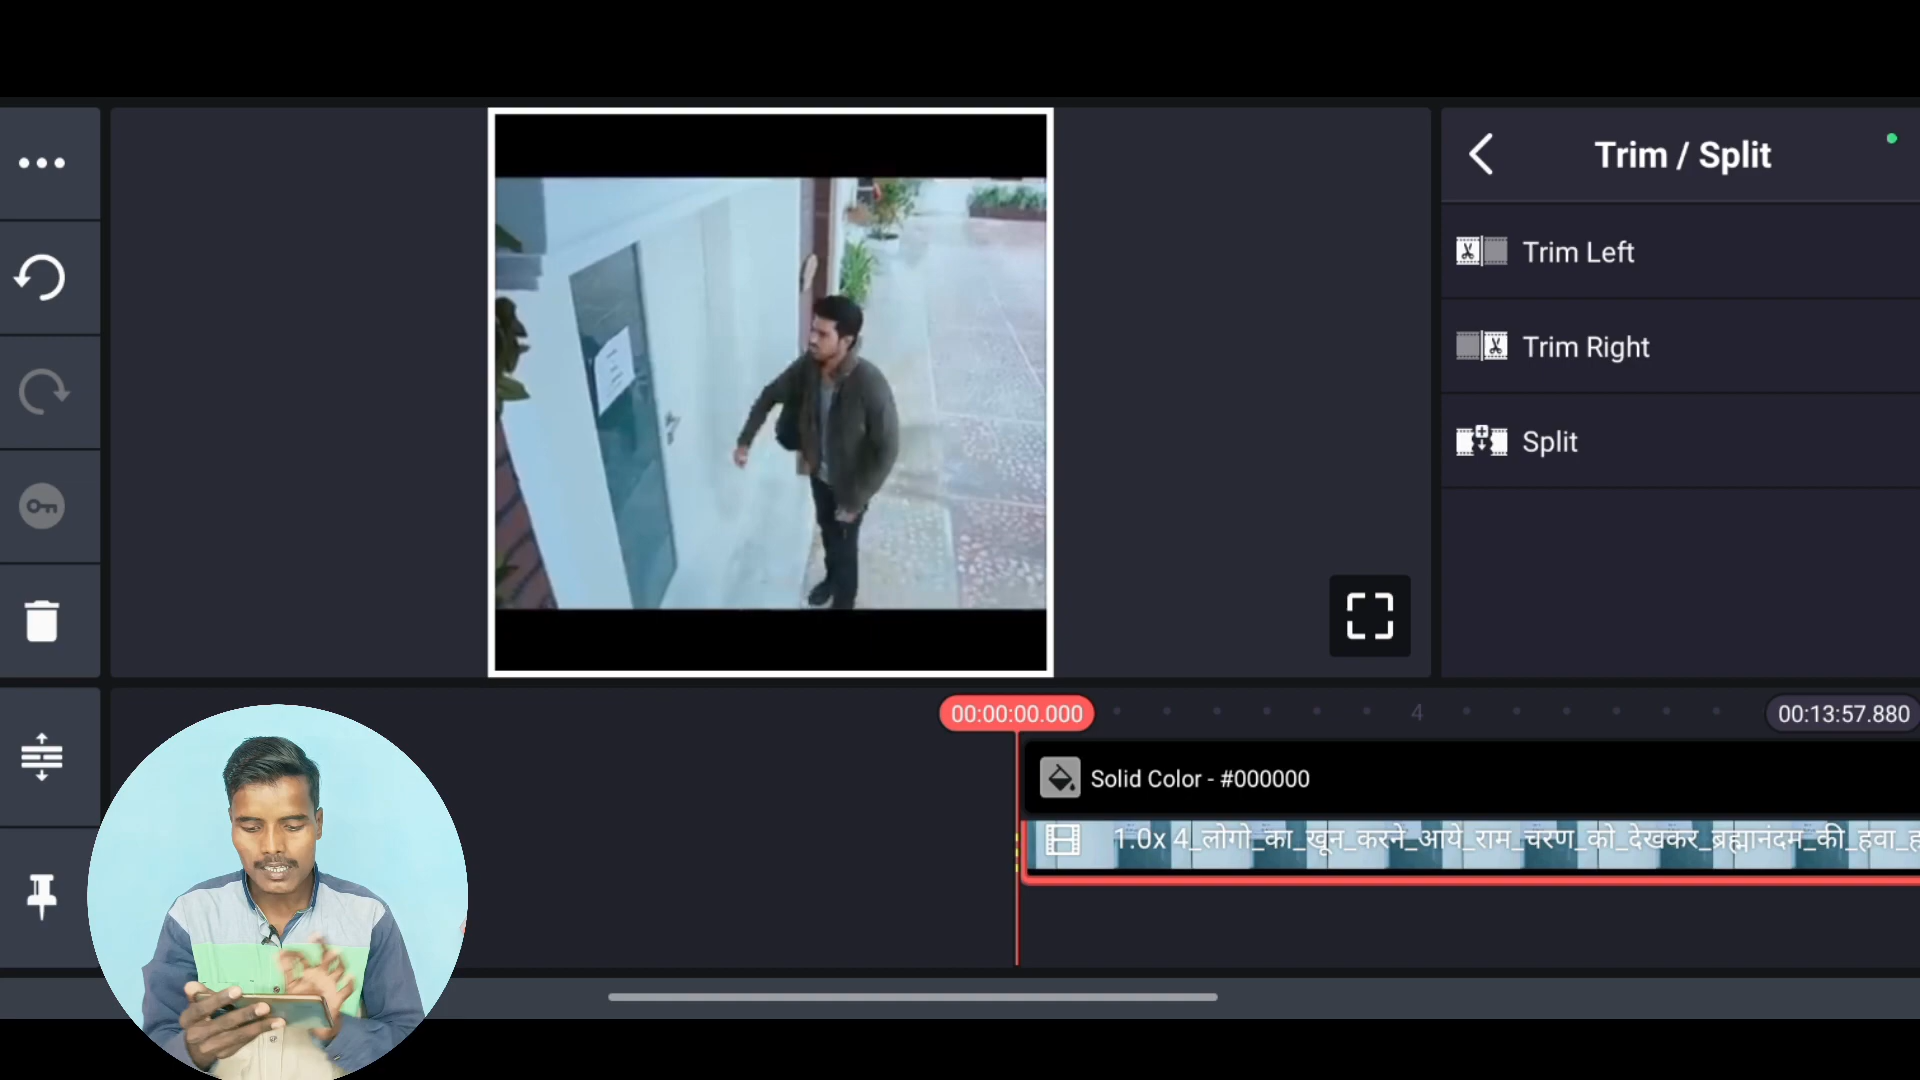 Trim / Split
Trim Left
Trim Right
Split
00:00:00.000
4
00:13:57.880
Solid Color - #000000
1.0x 4_लोगो_का_खून_करने_आये_राम_चरण_को_देखकर_ब्रह्मानंदम_की_हवा_ह